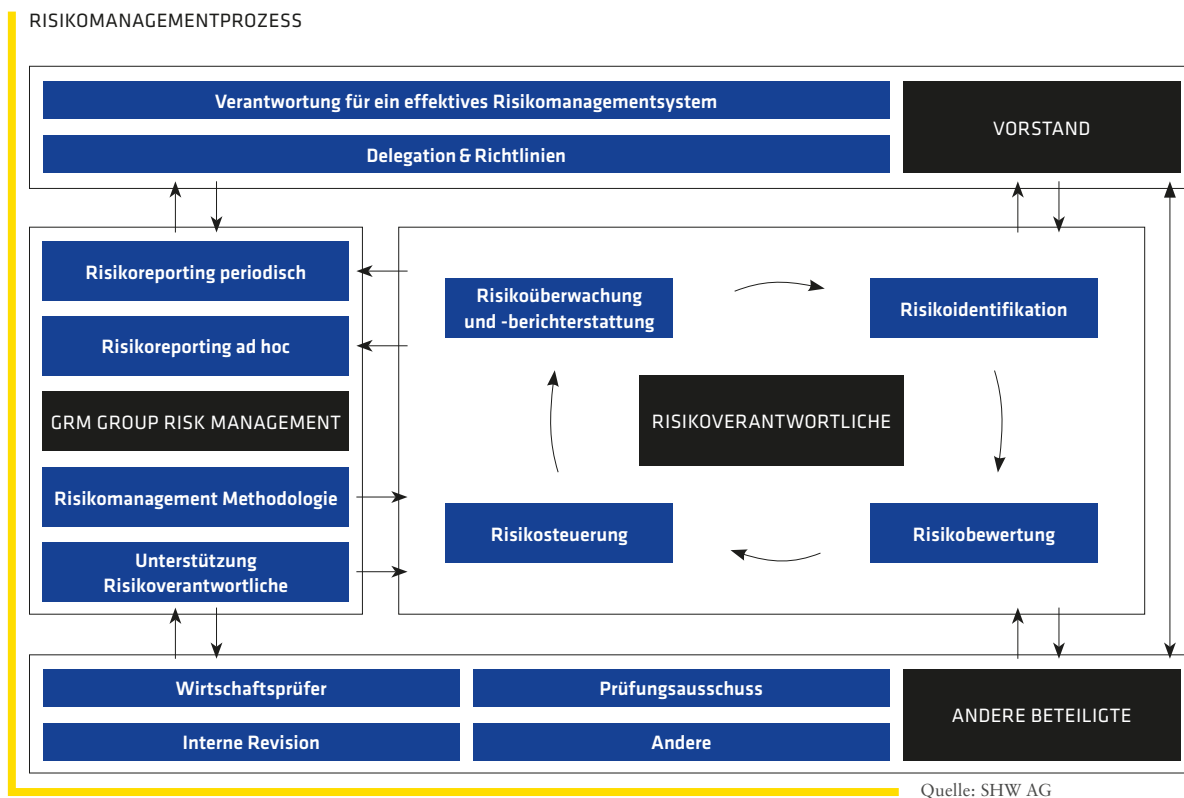 RISIKOMANAGEMENTPROZESS
Verantwortung für ein effektives Risikomanagementsystem
Delegation & Richtlinien
VORSTAND
Risikoreporting periodisch
Risikoreporting ad hoc
GRM GROUP RISK MANAGEMENT
Risikomanagement Methodologie
Unterstützung
Risikoverantwortliche
Risikoüberwachung
und -berichterstattung
Risikoidentifikation
RISIKOVERANTWORTLICHE
Risikosteuerung
Risikobewertung
Wirtschaftsprüfer
Prüfungsausschuss
Interne Revision
Andere
ANDERE BETEILIGTE
Quelle: SHW AG